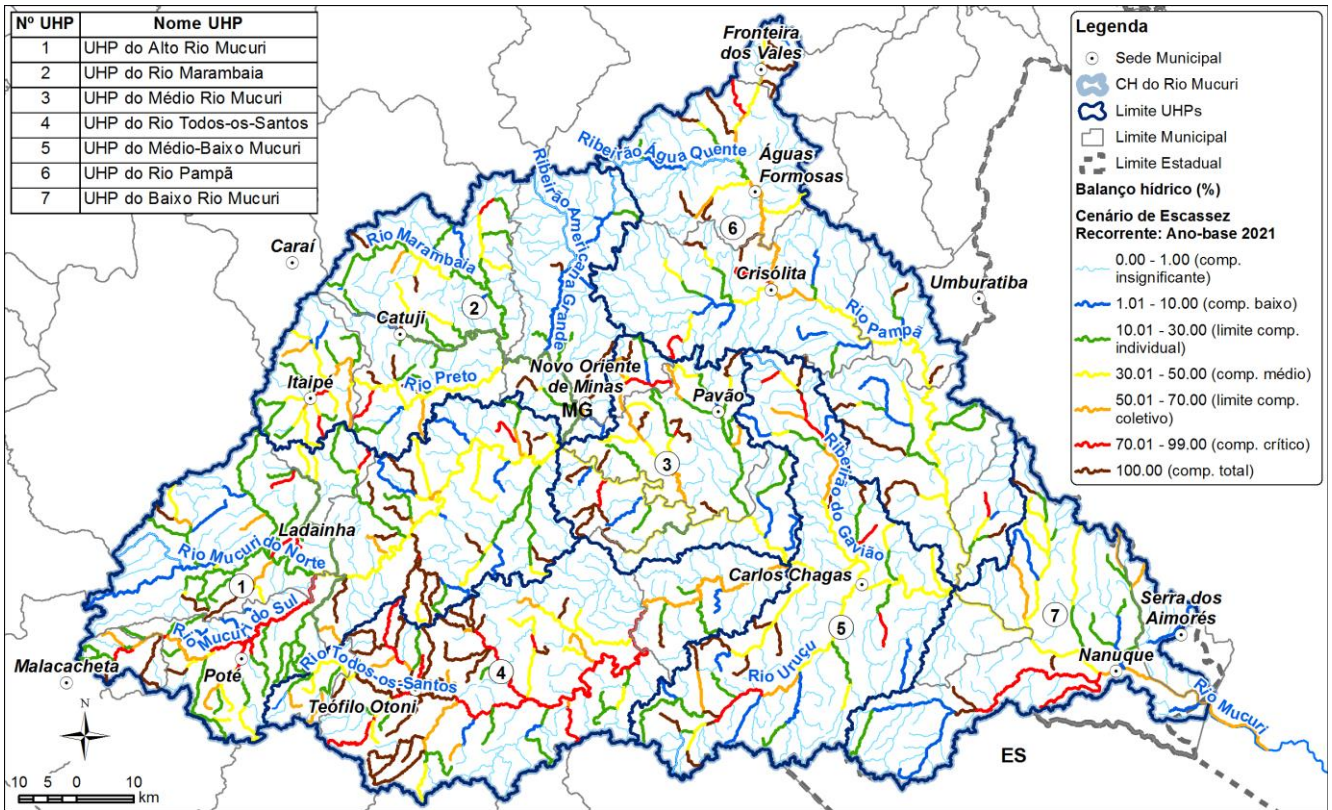 Nº UHP Nome UHP
1 UHP do Alto Rio Mucuri
2 UHP do Rio Marambaia
3 UHP do Médio Rio Mucuri
4 UHP do Rio Todos-os-Santos
5 UHP do Médio-Baixo Mucuri
6 UHP do Rio Pampã
7 UHP do Baixo Rio Mucuri
Fronteira
dos Vales
Ribeirão Água Quente
Águas
Formosas
Ribeirão Americana Grande
6
Caraí
Rio Marambaia
Crisólita
Umburatiba
2
Catuji
Rio Pampã
Novo Oriente
de Minas
MG
Itaipé
Rio Preto
Pavão
3
Ribeirão do Gavião
Ladainha
Rio Mucuri do Norte
1
Carlos Chagas
Rio Mucuri do Sul
5
7
Serra dos
Aimorés
Malacacheta
Poté
Rio Todos-os-Santos
4
Rio Uruçu
Nanuque
Teófilo Otoni
Rio Mucuri
ES
N
10 5 0 10
km
Legenda
Sede Municipal
CH do Rio Mucuri
Limite UHPs
Limite Municipal
Limite Estadual
Balanço hídrico (%)
Cenário de Escassez
Recorrente: Ano-base 2021
0.00 - 1.00 (comp.
insignificante)
1.01 - 10.00 (comp. baixo)
10.01 - 30.00 (limite comp.
individual)
30.01 - 50.00 (comp. médio)
50.01 - 70.00 (limite comp.
coletivo)
70.01 - 99.00 (comp. crítico)
100.00 (comp. total)